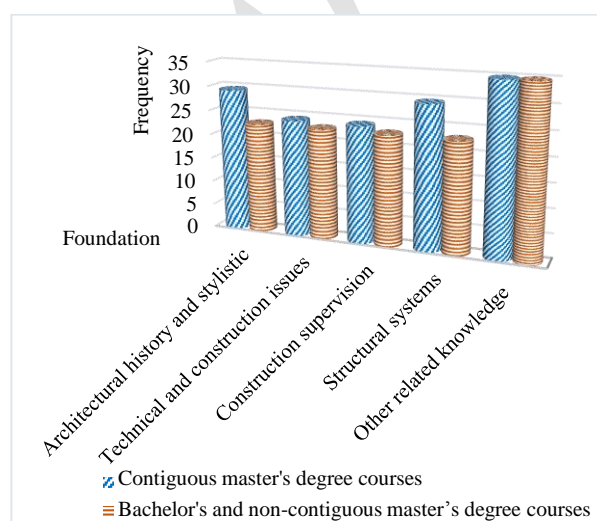 Frequency
35
30
25
20
15
10
5
0
Foundation
Architectural history and stylistic
Technical and construction issues
Construction supervision
Structural systems
Other related knowledge
Contiguous master's degree courses
Bachelor's and non-contiguous master’s degree courses